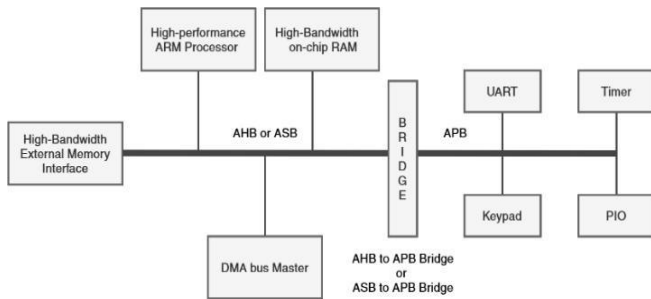 High-performance
ARM Processor
High-Bandwidth
on-chip RAM
High-Bandwidth
External Memory
Interface
AHB or ASB
B
R
I
D
G
E
APB
UART
Timer
Keypad
PIO
DMA bus Master
AHB to APB Bridge
or
ASB to APB Bridge